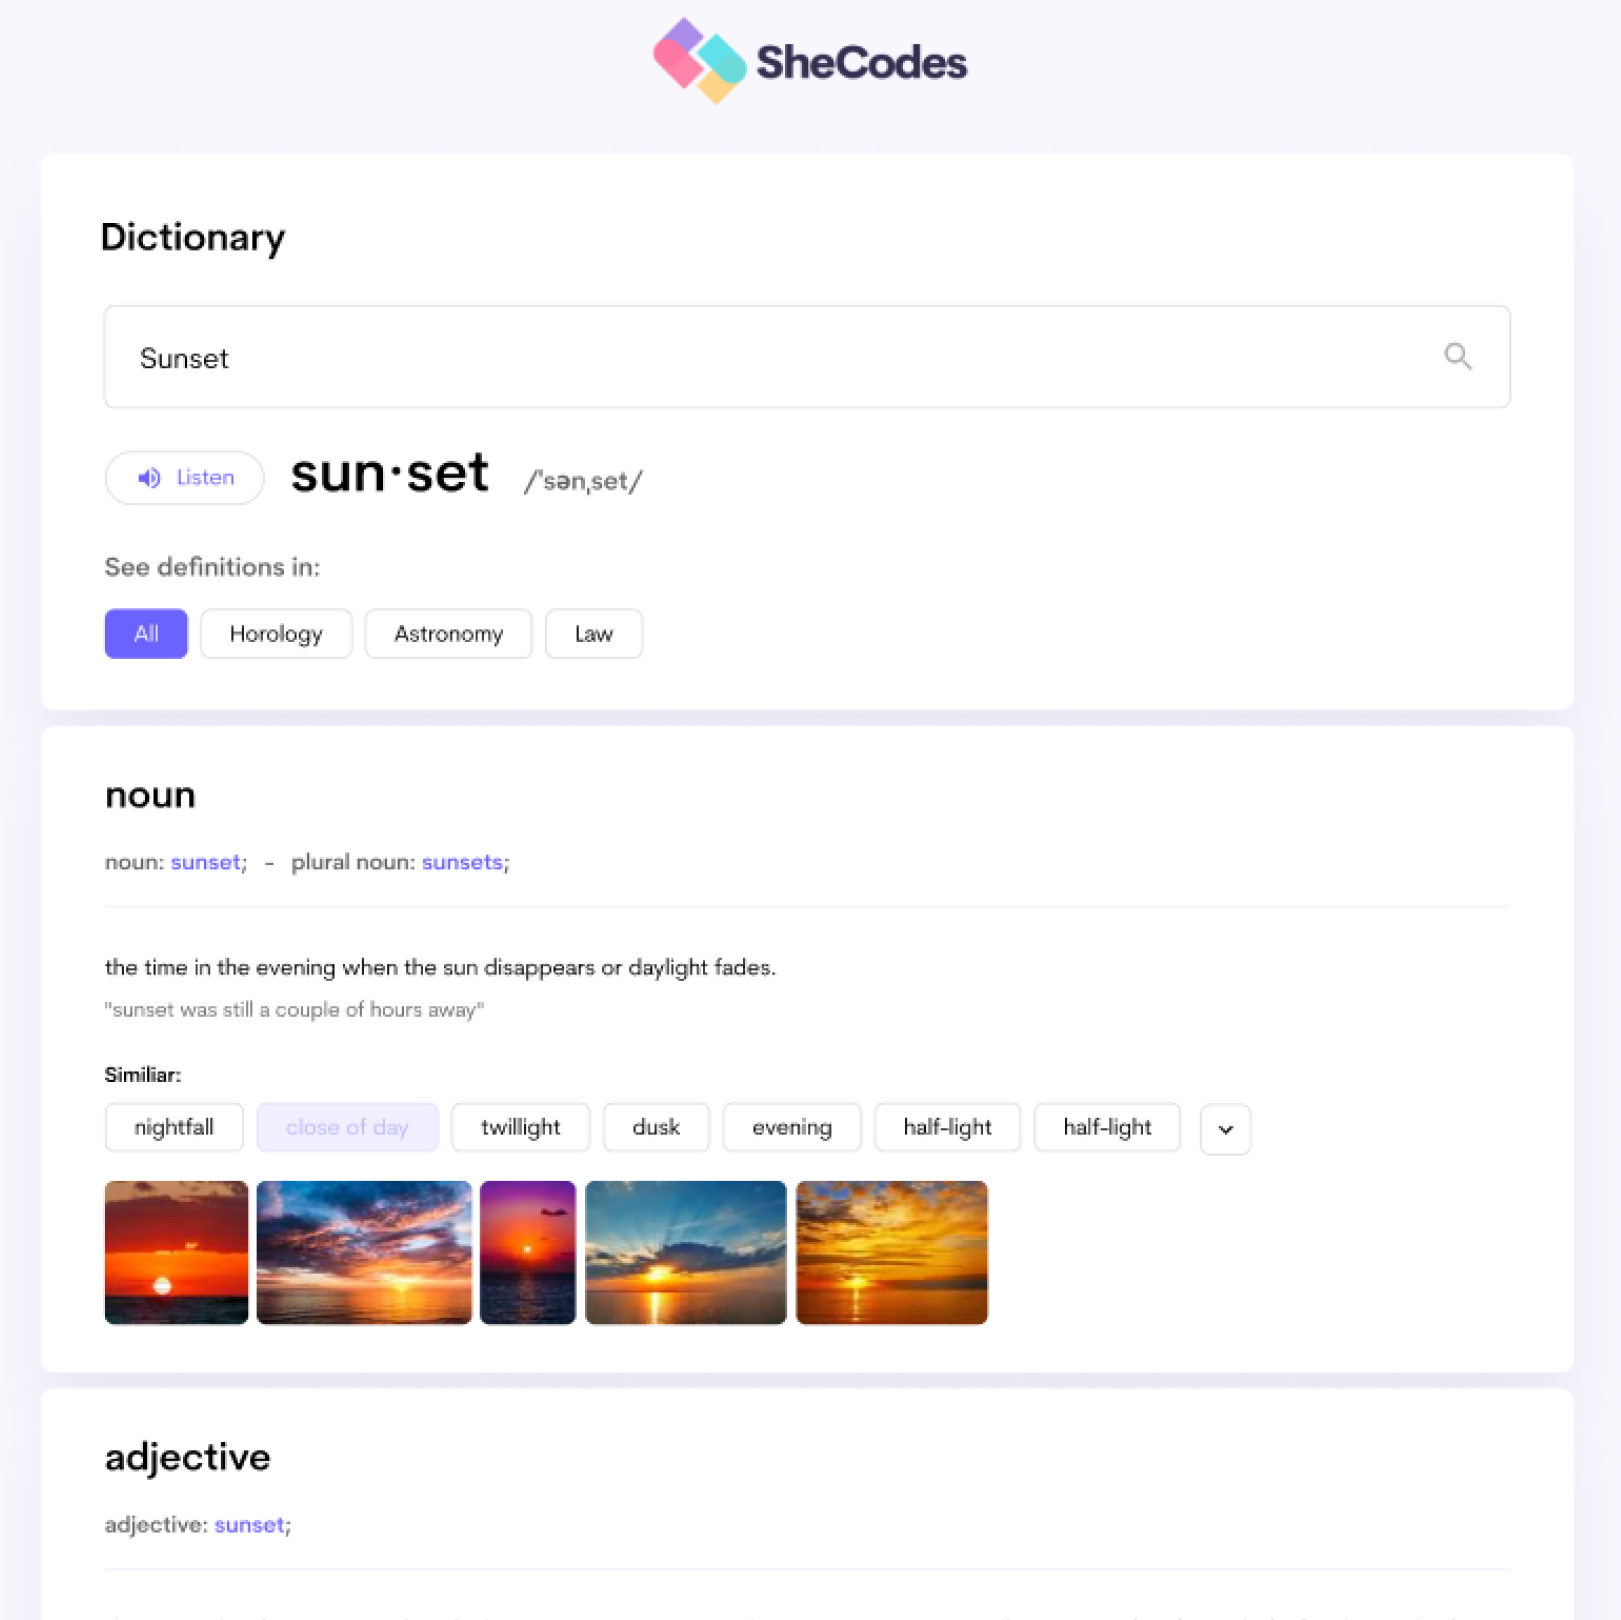 SheCodes
Dictionary
Sunset
Listen sun·set /ˈsənˌset/
See definitions in:
All Horology Astronomy Law
noun
noun: sunset; - plural noun: sunsets;
the time in the evening when the sun disappears or daylight fades.
"sunset was still a couple of hours away"
Similiar:
nightfall close of day twillight dusk evening half-light half-light
adjective
adjective: sunset;